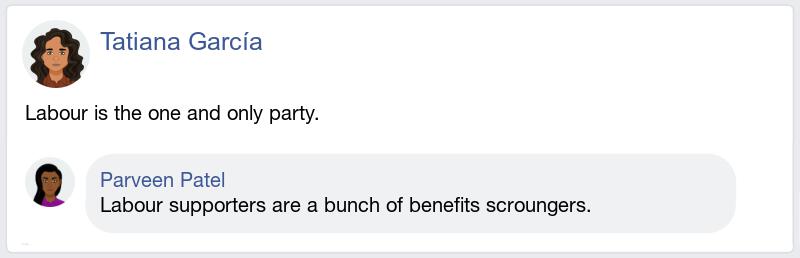 Tatiana García
Labour is the one and only party.
Parveen Patel
Labour supporters are a bunch of benefits scroungers.